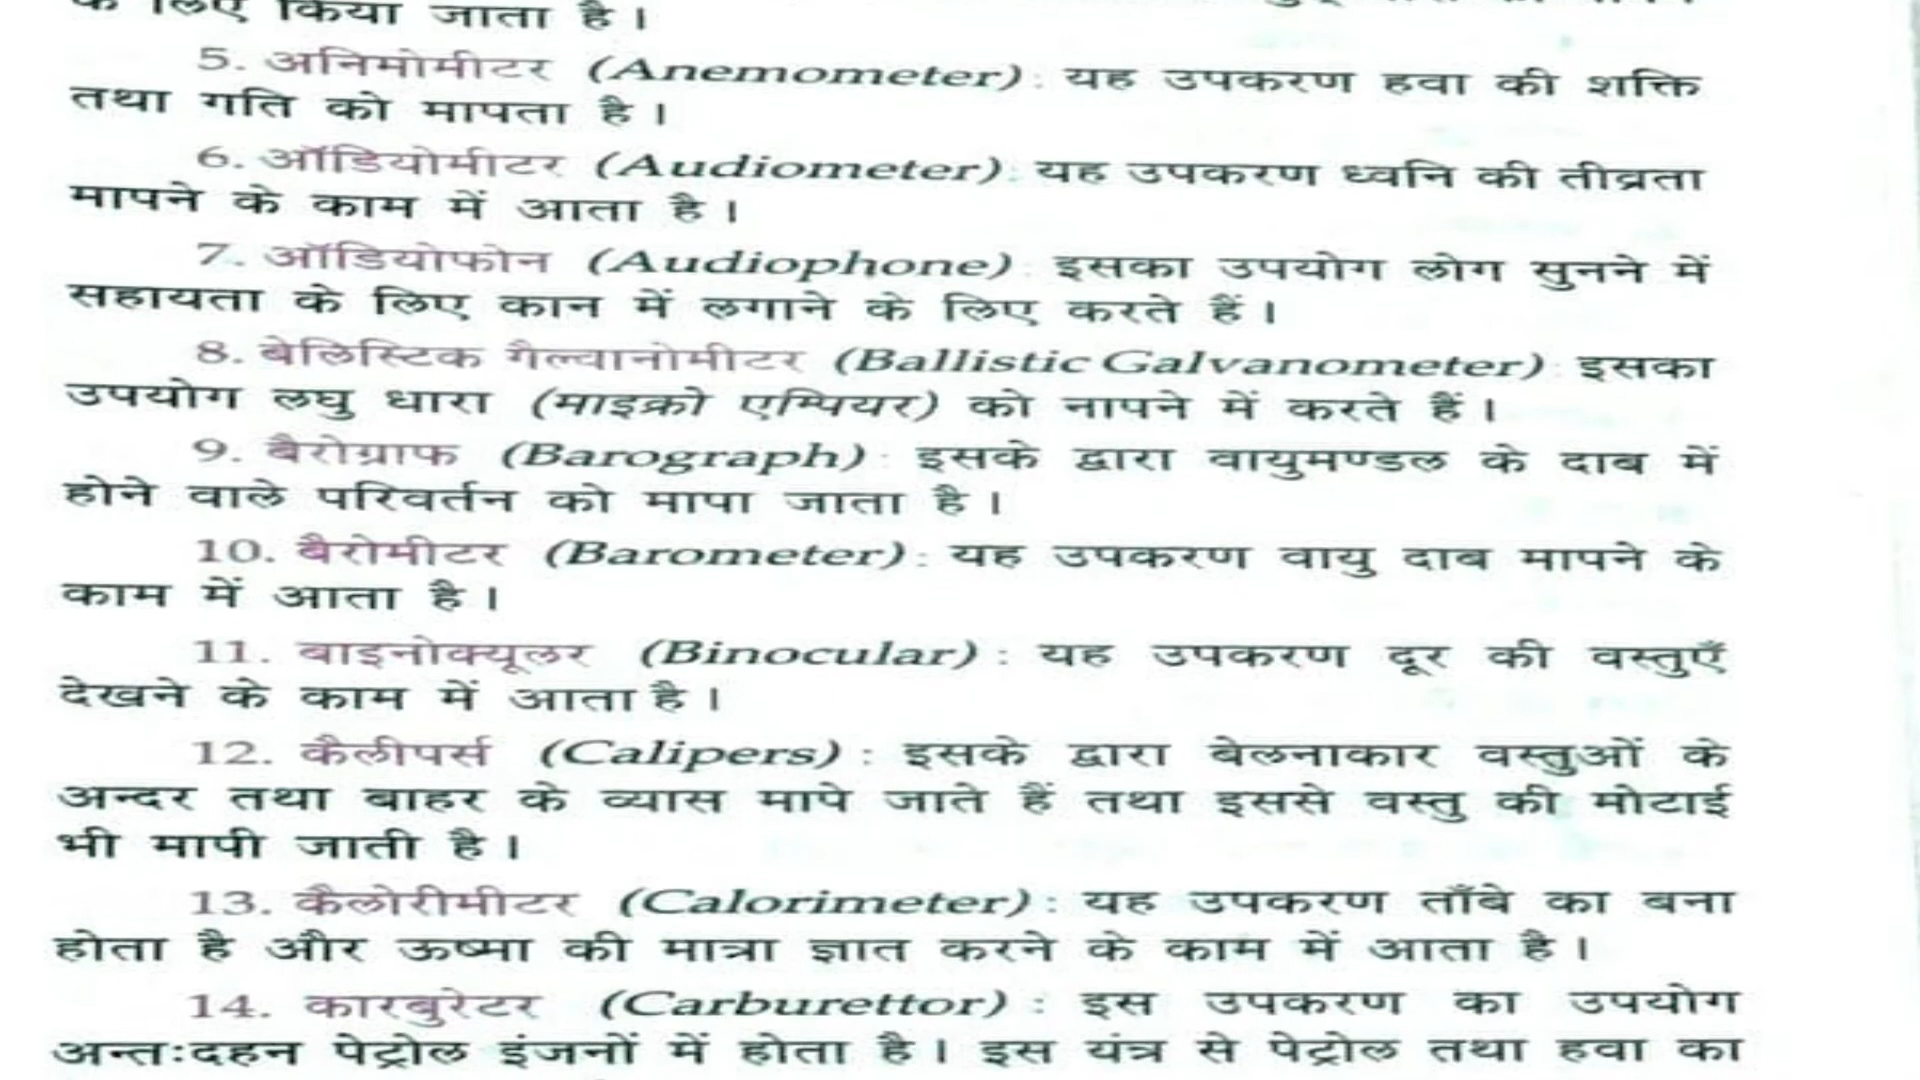 के लिए किया जाता है।
5. अनिमोमीटर (Anemometer) : यह उपकरण हवा की शक्ति
तथा गति को मापता है।
6. ऑडियोमीटर (Audiometer) : यह उपकरण ध्वनि की तीव्रता
मापने के काम में आता है।
7. ऑडियोफोन (Audiophone) : इसका उपयोग लोग सुनने में
सहायता के लिए कान में लगाने के लिए करते हैं।
8. बेलिस्टिक गैल्वानोमीटर (Ballistic Galvanometer) : इसका
उपयोग लघु धारा (माइक्रो एम्पियर) को नापने में करते हैं।
9. बैरोग्राफ (Barograph) : इसके द्वारा वायुमण्डल के दाब में
होने वाले परिवर्तन को मापा जाता है।
10. बैरोमीटर (Barometer) : यह उपकरण वायु दाब मापने के
काम में आता है।
11. बाइनोक्यूलर (Binocular) : यह उपकरण दूर की वस्तुएँ
देखने के काम में आता है।
12. कैलीपर्स (Calipers) : इसके द्वारा बेलनाकार वस्तुओं के
अन्दर तथा बाहर के व्यास मापे जाते हैं तथा इससे वस्तु की मोटाई
भी मापी जाती है।
13. कैलोरीमीटर (Calorimeter) : यह उपकरण ताँबे का बना
होता है और ऊष्मा की मात्रा ज्ञात करने के काम में आता है।
14. कारबुरेटर (Carburettor) : इस उपकरण का उपयोग
अन्तःदहन पेट्रोल इंजनों में होता है। इस यंत्र से पेट्रोल तथा हवा का